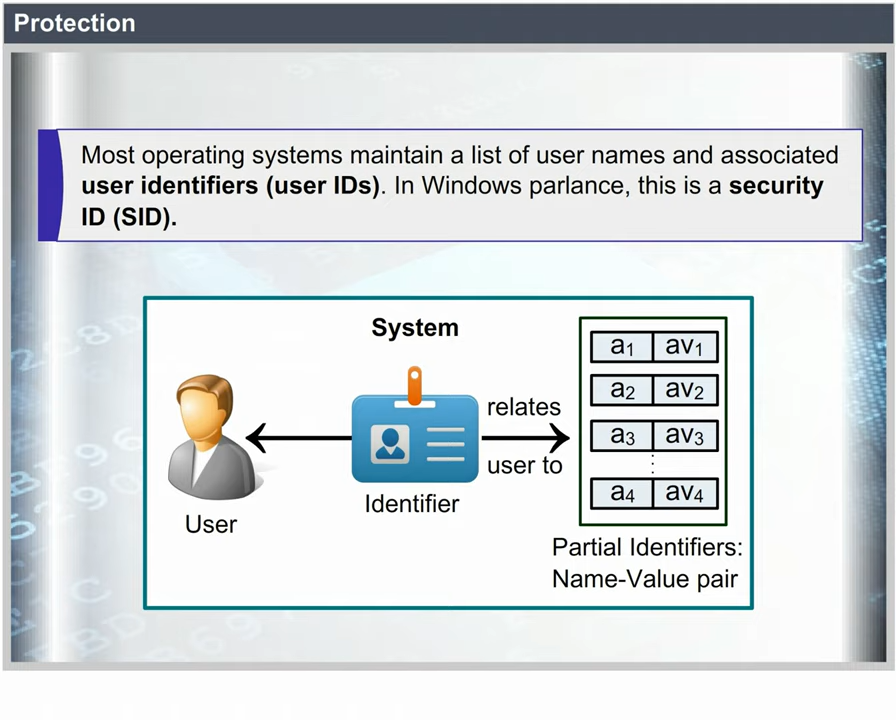 Protection
Most operating systems maintain a list of user names and associated
user identifiers (user IDs). In Windows parlance, this is a security
ID (SID).
System
a1 av1
a2 av2
a3 av3
a4 av4
relates
user to
User
Identifier
Partial Identifiers:
Name-Value pair